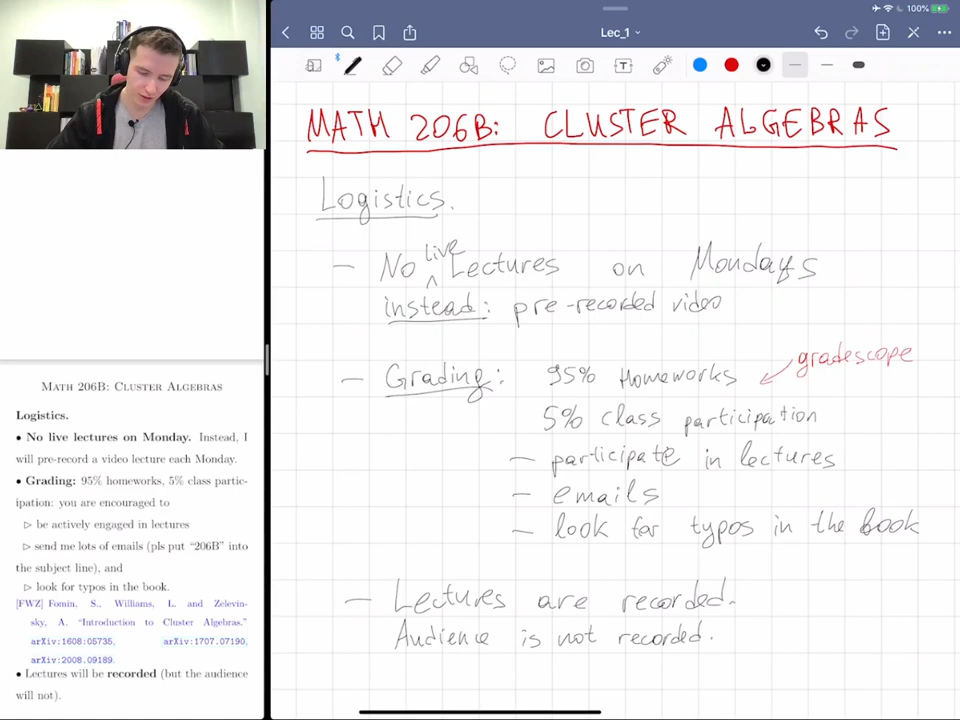 100%
Lec_1
MATH 206B: CLUSTER ALGEBRAS
Logistics.
— No live Lectures on Mondays
instead: pre-recorded video
— Grading: 95% Homeworks
gradescope
5% class participation
— participate in lectures
— emails
— look for typos in the book
— Lectures are recorded.
Audience is not recorded.
MATH 206B: CLUSTER ALGEBRAS
Logistics.
• No live lectures on Monday. Instead, I
will pre-record a video lecture each Monday.
• Grading: 95% homeworks, 5% class partic-
ipation: you are encouraged to
▷ be actively engaged in lectures
▷ send me lots of emails (pls put “206B” into
the subject line), and
▷ look for typos in the book.
[FWZ] Fomin, S., Williams, L. and Zelevin-
sky, A. “Introduction to Cluster Algebras.”
arXiv:1608:05735, arXiv:1707.07190,
arXiv:2008.09189.
• Lectures will be recorded (but the audience
will not).